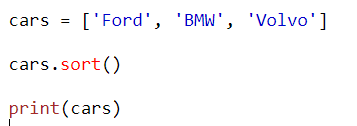 cars = ['Ford', 'BMW', 'Volvo']
cars.sort()
print(cars)